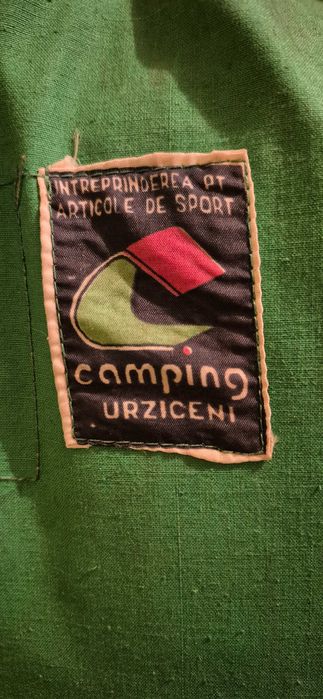 INTREPRINDEREA PT
ARTICOLE DE SPORT
camping
URZICENI